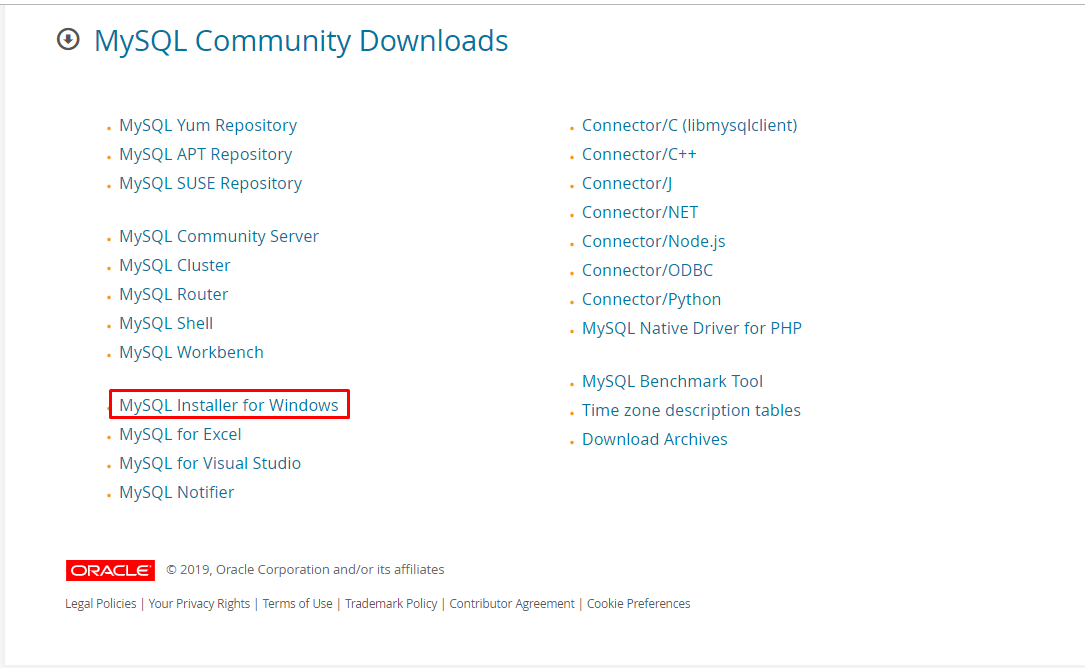 MySQL Community Downloads
MySQL Yum Repository
MySQL APT Repository
MySQL SUSE Repository
MySQL Community Server
MySQL Cluster
MySQL Router
MySQL Shell
MySQL Workbench
MySQL Installer for Windows
MySQL for Excel
MySQL for Visual Studio
MySQL Notifier
Connector/C (libmysqlclient)
Connector/C++
Connector/J
Connector/NET
Connector/Node.js
Connector/ODBC
Connector/Python
MySQL Native Driver for PHP
MySQL Benchmark Tool
Time zone description tables
Download Archives
ORACLE © 2019, Oracle Corporation and/or its affiliates
Legal Policies | Your Privacy Rights | Terms of Use | Trademark Policy | Contributor Agreement | Cookie Preferences